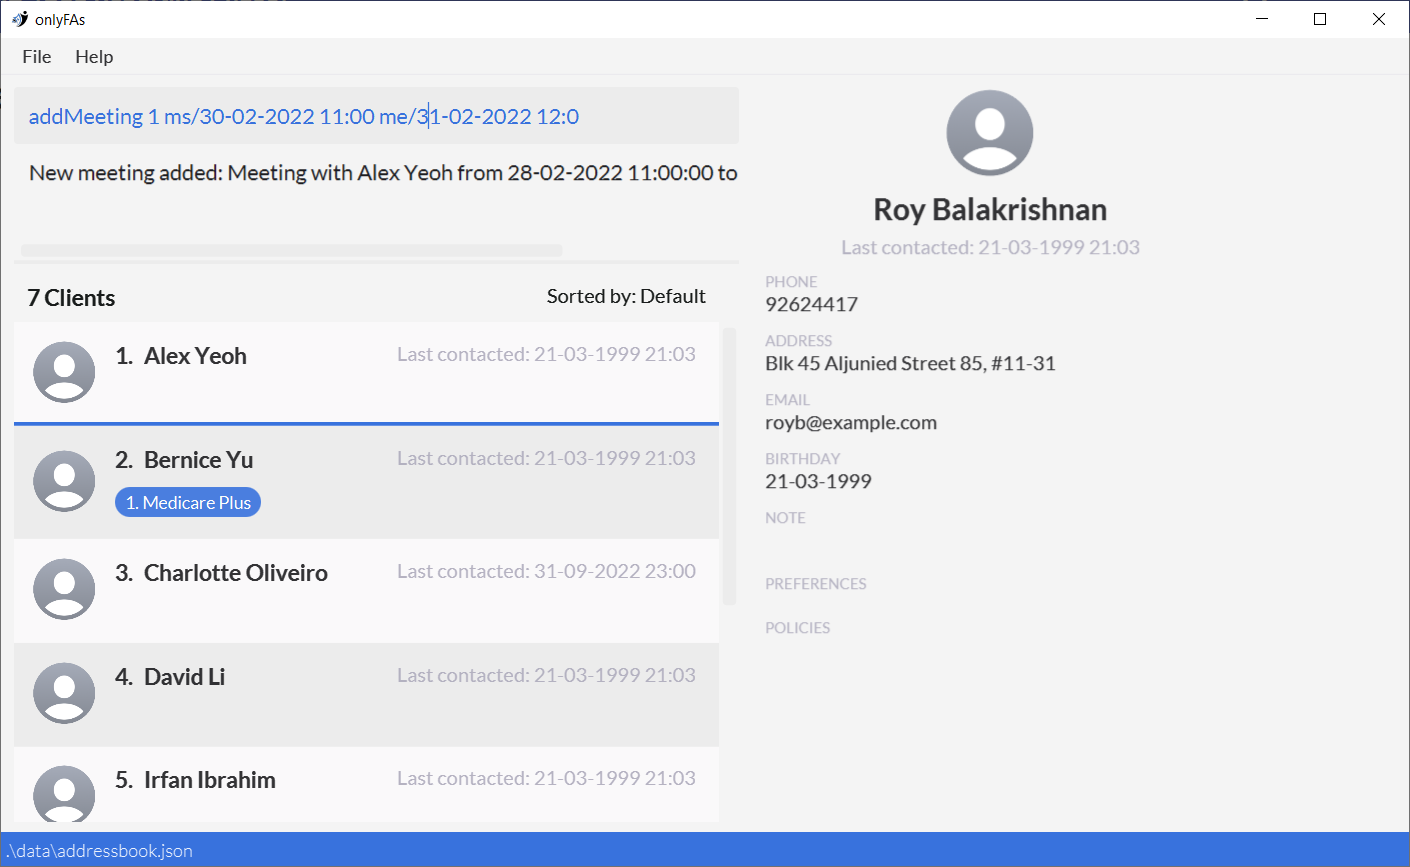 onlyFAs
File Help
addMeeting 1 ms/30-02-2022 11:00 me/31-02-2022 12:0
New meeting added: Meeting with Alex Yeoh from 28-02-2022 11:00:00 to
7 Clients Sorted by: Default
1. Alex Yeoh Last contacted: 21-03-1999 21:03
2. Bernice Yu Last contacted: 21-03-1999 21:03
1. Medicare Plus
3. Charlotte Oliveiro Last contacted: 31-09-2022 23:00
4. David Li Last contacted: 21-03-1999 21:03
5. Irfan Ibrahim Last contacted: 21-03-1999 21:03
Roy Balakrishnan
Last contacted: 21-03-1999 21:03
PHONE
92624417
ADDRESS
Blk 45 Aljunied Street 85, #11-31
EMAIL
royb@example.com
BIRTHDAY
21-03-1999
NOTE
PREFERENCES
POLICIES
.\data\addressbook.json